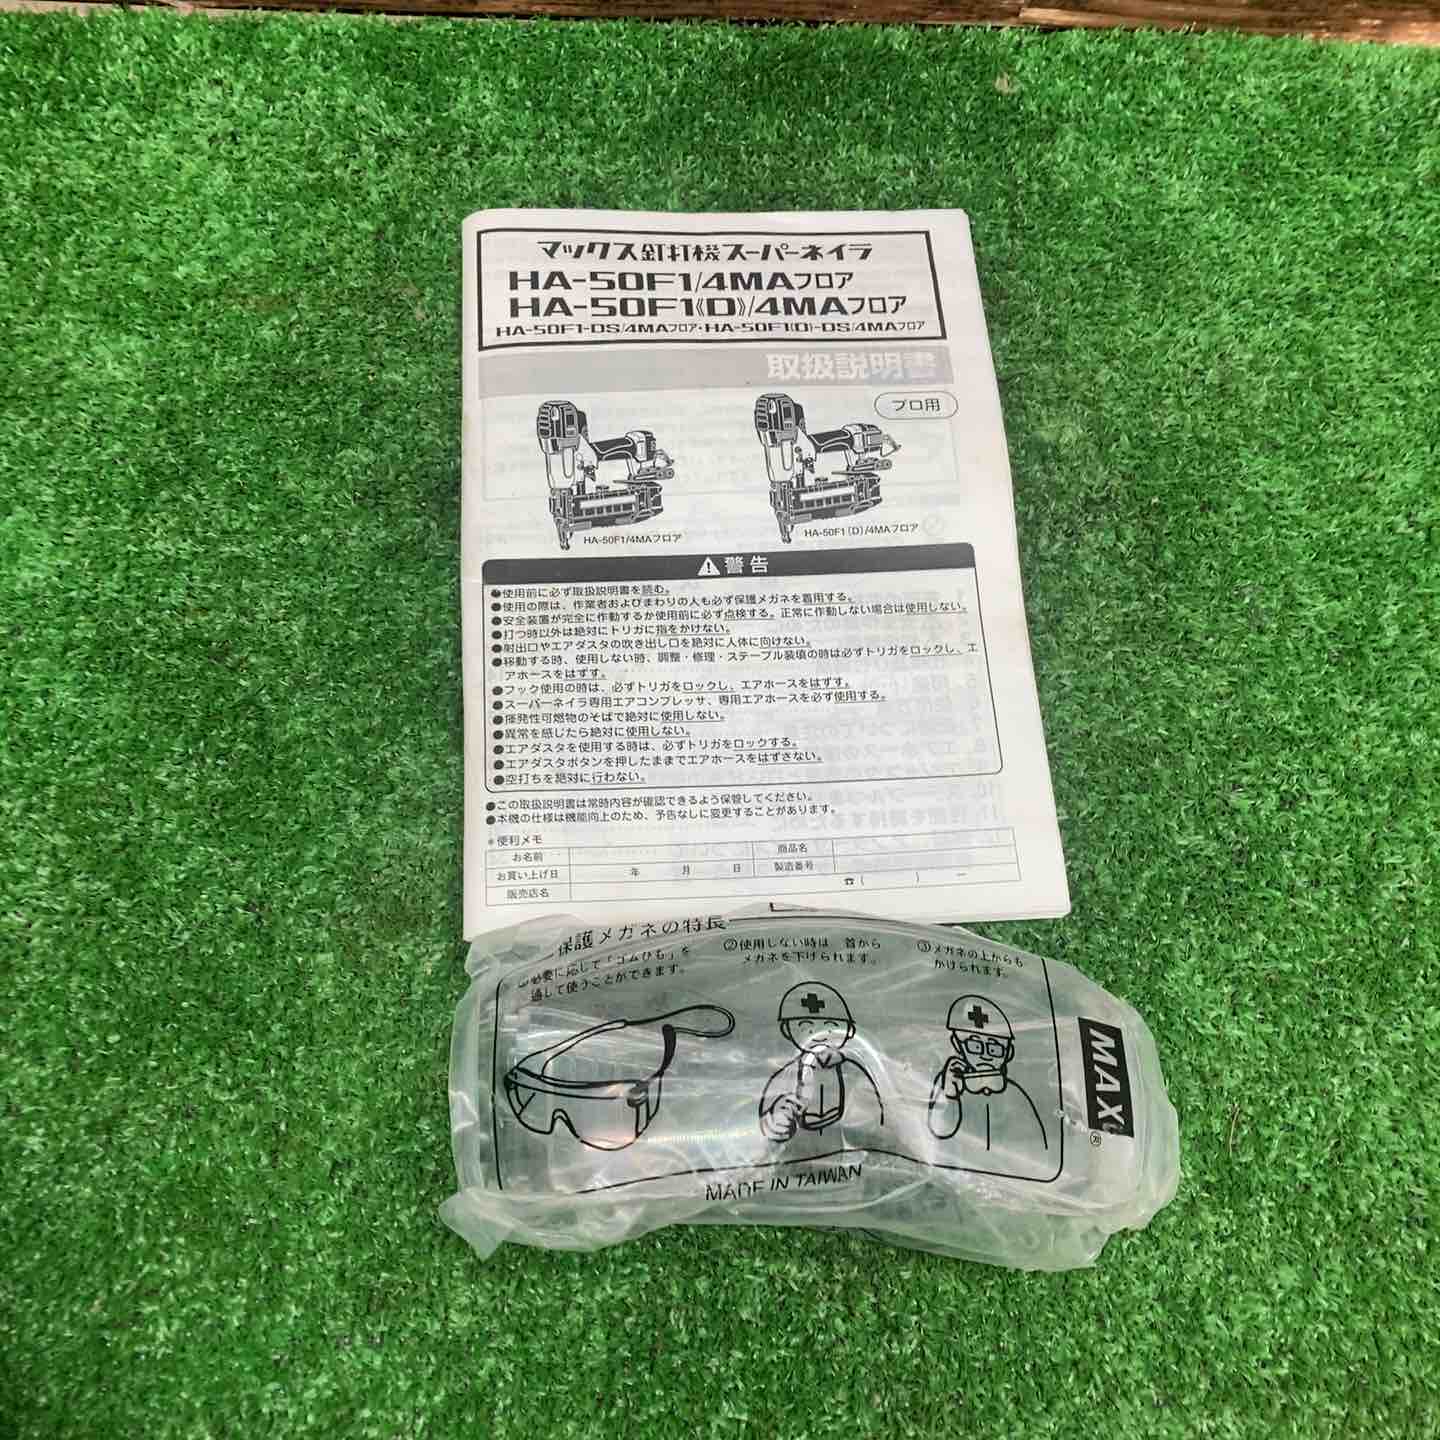 マックス釘打機スーパーネイラ
HA-50F1/4MAフロア
HA-50F1《D》/4MAフロア
HA-50F1-DS/4MAフロア・HA-50F1(D)-DS/4MAフロア
取扱説明書
プロ用
HA-50F1/4MAフロア
HA-50F1(D)/4MAフロア
警告
●使用前に必ず取扱説明書を読む。
●使用の際は、作業者およびまわりの人も必ず保護メガネを着用する。
●安全装置が完全に作動するか使用前に必ず点検する。正常に作動しない場合は使用しない。
●打つ時以外は絶対にトリガに指をかけない。
●射出口やエアダスタの吹き出し口を絶対に人体に向けない。
●移動する時、使用しない時、調整・修理・ステープル装填の時は必ずトリガをロックし、エ
アホースをはずす。
●フック使用の時は、必ずトリガをロックし、エアホースをはずす。
●スーパーネイラ専用エアコンプレッサ、専用エアホースを必ず使用する。
●揮発性可燃物のそばで絶対に使用しない。
●異常を感じたら絶対に使用しない。
●エアダスタを使用する時は、必ずトリガをロックする。
●エアダスタボタンを押したままでエアホースをはずさない。
●空打ちを絶対に行わない。
●この取扱説明書は常時内容が確認できるよう保管してください。
●本機の仕様は機能向上のため、予告なしに変更することがあります。
＊便利メモ
お名前 商品名
お買い上げ日 年 月 日 製造番号
販売店名 ☎( ) ー
保護メガネの特長
①必要に応じて「ゴムひも」を
通して使うことができます。
②使用しない時は 首から
メガネを下げられます。
③メガネの上からも
かけられます。
MAX®
MADE IN TAIWAN